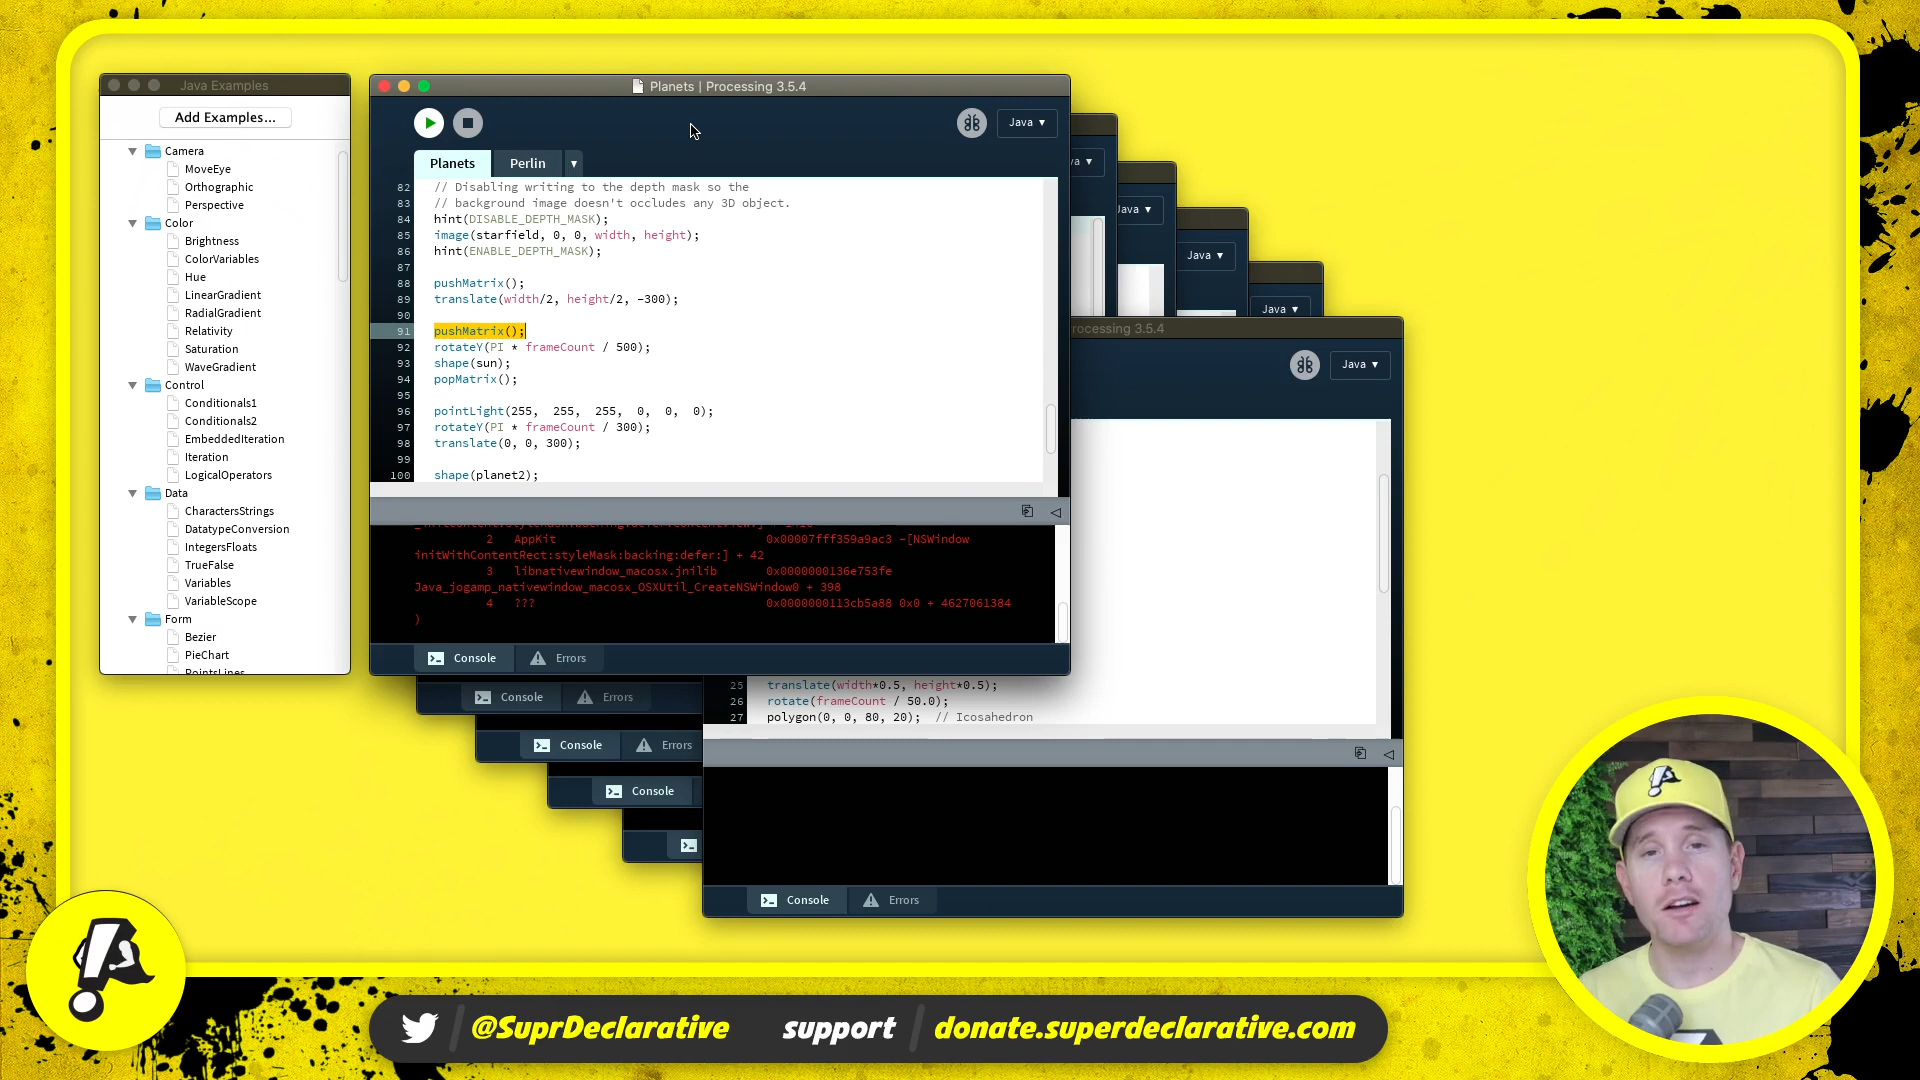 Java Examples
Add Examples...
Camera
MoveEye
Orthographic
Perspective
Color
Brightness
ColorVariables
Hue
LinearGradient
RadialGradient
Relativity
Saturation
WaveGradient
Control
Conditionals1
Conditionals2
EmbeddedIteration
Iteration
LogicalOperators
Data
CharactersStrings
DatatypeConversion
IntegersFloats
TrueFalse
Variables
VariableScope
Form
Bezier
PieChart
PointsLines
Planets | Processing 3.5.4
Java ▾
Planets Perlin ▾
82 // Disabling writing to the depth mask so the
83 // background image doesn't occludes any 3D object.
84 hint(DISABLE_DEPTH_MASK);
85 image(starfield, 0, 0, width, height);
86 hint(ENABLE_DEPTH_MASK);
87
88 pushMatrix();
89 translate(width/2, height/2, -300);
90
91 pushMatrix();
92 rotateY(PI * frameCount / 500);
93 shape(sun);
94 popMatrix();
95
96 pointLight(255,  255,  255,  0,  0,  0);
97 rotateY(PI * frameCount / 300);
98 translate(0, 0, 300);
99
100 shape(planet2);
2 AppKit 0x00007fff359a9ac3 -[NSWindow
initWithContentRect:styleMask:backing:defer:] + 42
3 libnativewindow_macosx.jnilib 0x0000000136e753fe
Java_jogamp_nativewindow_macosx_OSXUtil_CreateNSWindow0 + 398
4 ??? 0x0000000113cb5a88 0x0 + 4627061384
)
Console Errors
va ▾
Java ▾
Java ▾
Java ▾
rocessing 3.5.4
Java ▾
Console Errors
Console Errors
Console
25 translate(width*0.5, height*0.5);
26 rotate(frameCount / 50.0);
27 polygon(0, 0, 80, 20);  // Icosahedron
Console Errors
@SuprDeclarative support donate.superdeclarative.com